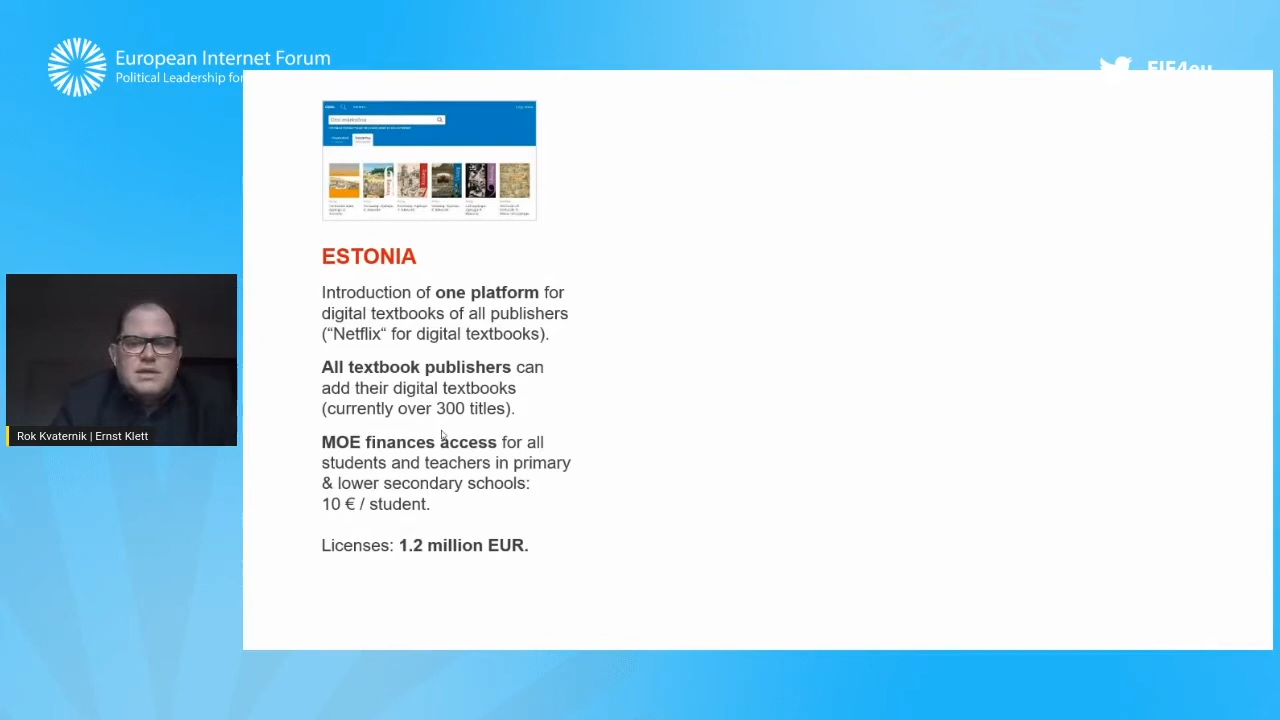 European Internet Forum
Political Leadership for
EIF4eu
ESTONIA
Introduction of one platform for
digital textbooks of all publishers
(“Netflix“ for digital textbooks).
All textbook publishers can
add their digital textbooks
(currently over 300 titles).
MOE finances access for all
students and teachers in primary
& lower secondary schools:
10 € / student.
Licenses: 1.2 million EUR.
Rok Kvaternik | Ernst Klett